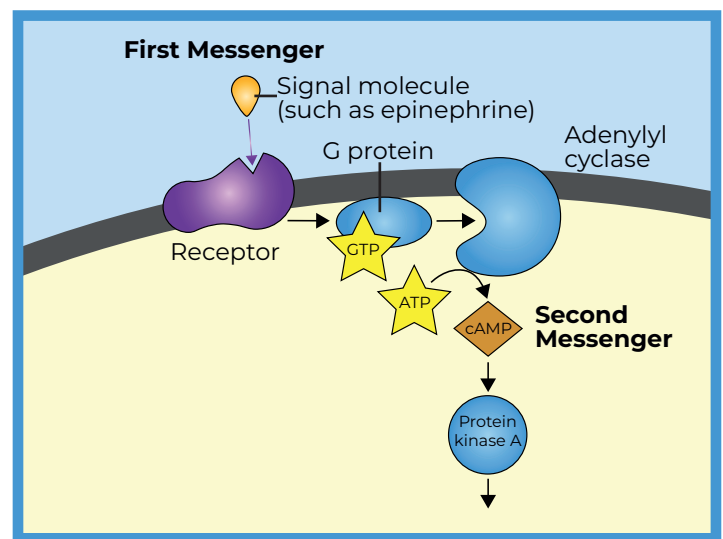 First Messenger
Signal molecule
(such as epinephrine)
G protein
Adenylyl
cyclase
Receptor
GTP
ATP
cAMP
Second
Messenger
Protein
kinase A